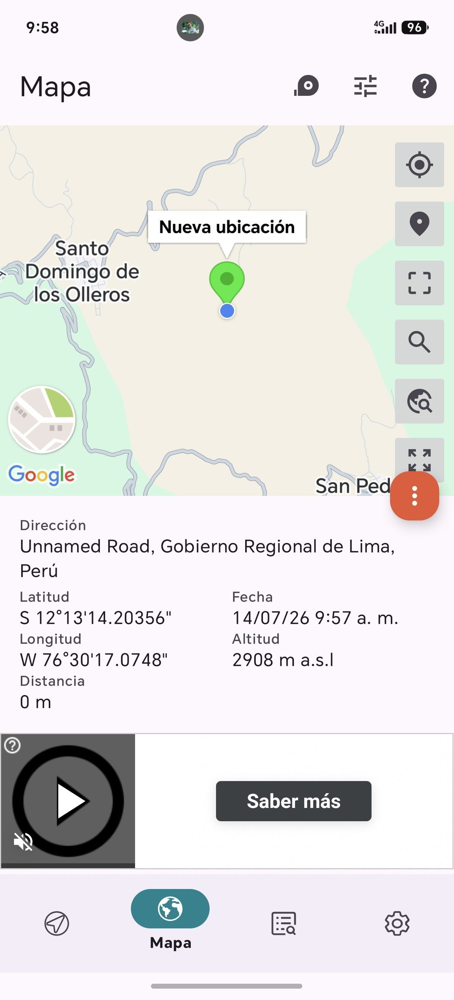 9:58
4G
96
Mapa
Nueva ubicación
Santo
Domingo de
los Olleros
Google
San Ped
Dirección
Unnamed Road, Gobierno Regional de Lima,
Perú
Latitud
Fecha
S 12°13'14.20356"
14/07/26 9:57 a. m.
Longitud
Altitud
W 76°30'17.0748"
2908 m a.s.l
Distancia
0 m
Saber más
Mapa